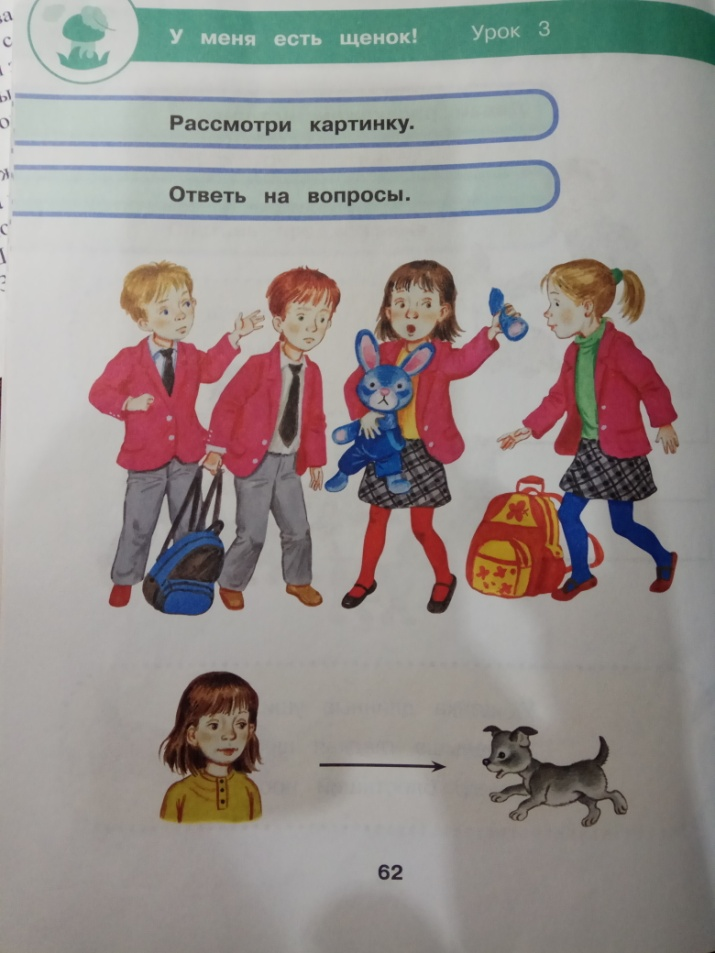 У меня есть щенок! Урок 3
Рассмотри картинку.
Ответь на вопросы.
62